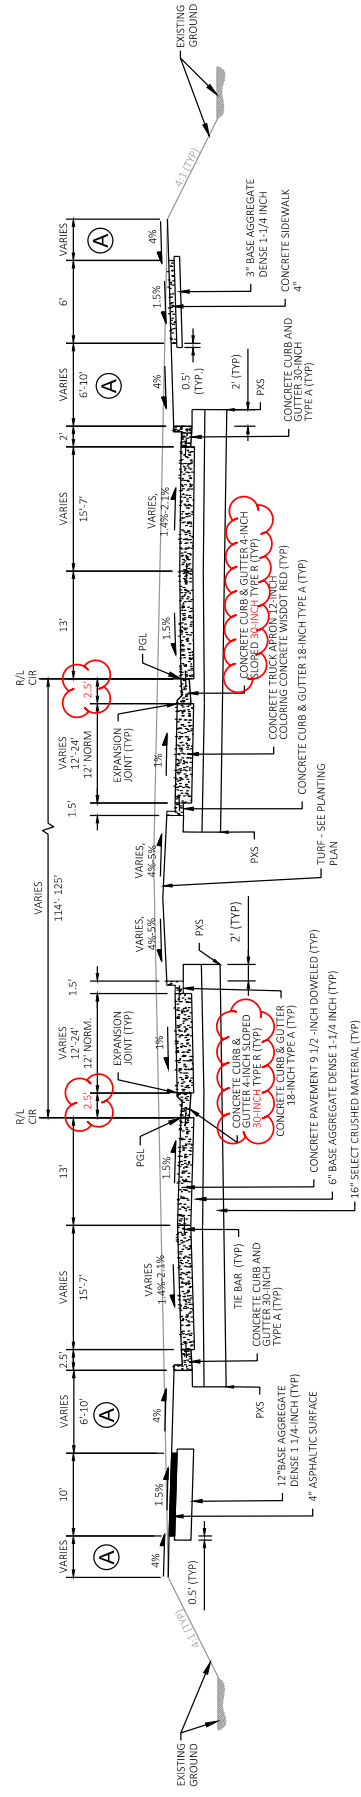 EXISTING
GROUND
4:1 (TYP)
VARIES
A
4%
10'
1.5%
0.5' (TYP)
12"BASE AGGREGATE
DENSE 1 1/4-INCH (TYP)
4" ASPHALTIC SURFACE
VARIES
6'-10'
A
4%
2.5'
PXS
CONCRETE CURB AND
GUTTER 30-INCH
TYPE A (TYP)
VARIES
15'-7'
VARIES
1.4%-2.1%
TIE BAR (TYP)
13'
1.5%
PGL
R/L
CIR
2.5'
EXPANSION
JOINT (TYP)
CONCRETE CURB &
GUTTER 4-INCH SLOPED
30-INCH TYPE R (TYP)
CONCRETE CURB & GUTTER
18-INCH TYPE A (TYP)
CONCRETE PAVEMENT 9 1/2 -INCH DOWELED (TYP)
6" BASE AGGREGATE DENSE 1-1/4 INCH (TYP)
16" SELECT CRUSHED MATERIAL (TYP)
VARIES
12'-24'
12' NORM.
1%
1.5'
PXS
2' (TYP)
VARIES
114'- 125'
VARIES,
4%-5%
VARIES,
4%-5%
TURF - SEE PLANTING
PLAN
PXS
1.5'
VARIES
12'-24'
12' NORM
1%
EXPANSION
JOINT (TYP)
R/L
CIR
2.5'
PGL
CONCRETE CURB & GUTTER 4-INCH
SLOPED 30-INCH TYPE R (TYP)
CONCRETE TRUCK APRON 12-INCH
COLORING CONCRETE WISDOT RED (TYP)
CONCRETE CURB & GUTTER 18-INCH TYPE A (TYP)
13'
1.5%
VARIES
15'-7'
VARIES,
1.4%-2.1%
2'
PXS
2' (TYP)
CONCRETE CURB AND
GUTTER 30-INCH
TYPE A (TYP)
VARIES
6'-10'
A
4%
0.5'
(TYP.)
6'
1.5%
3" BASE AGGREGATE
DENSE 1-1/4 INCH
CONCRETE SIDEWALK
4"
VARIES
A
4%
4:1 (TYP)
EXISTING
GROUND